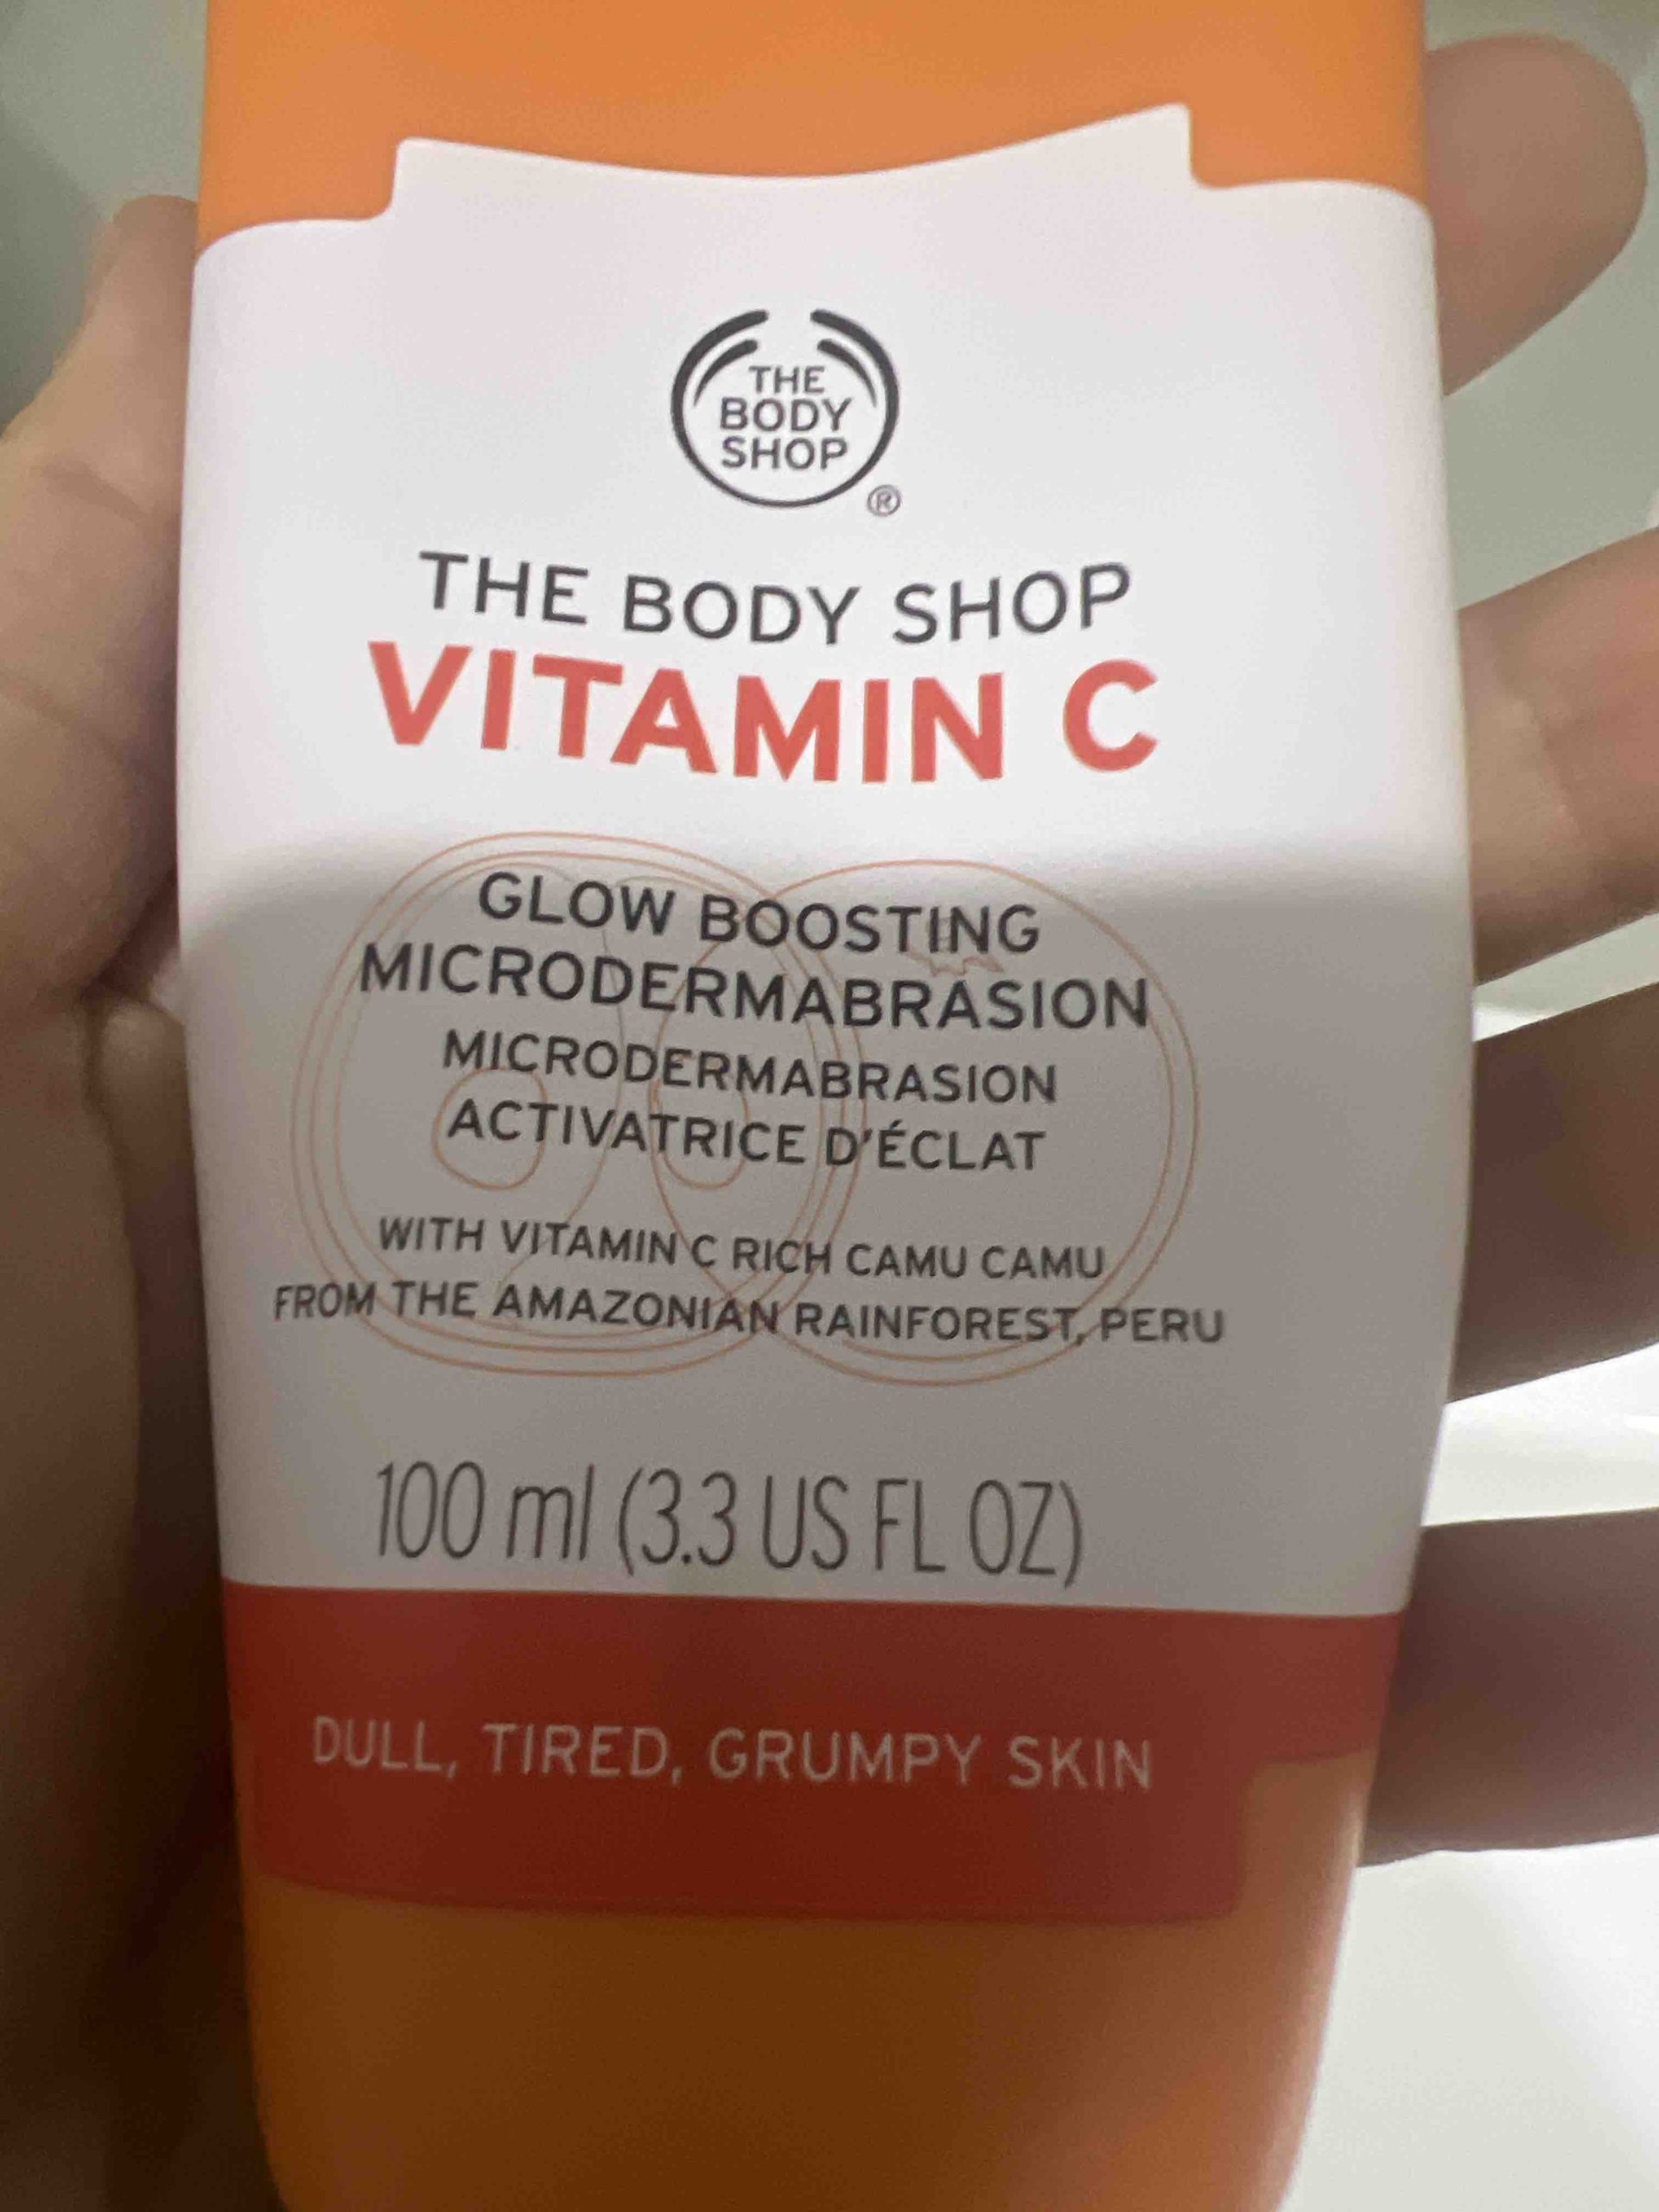 THE
BODY
SHOP
®
THE BODY SHOP
VITAMIN C
GLOW BOOSTING
MICRODERMABRASION
MICRODERMABRASION
ACTIVATRICE D'ÉCLAT
WITH VITAMIN C RICH CAMU CAMU
FROM THE AMAZONIAN RAINFOREST, PERU
100 ml (3.3 US FL OZ)
DULL, TIRED, GRUMPY SKIN